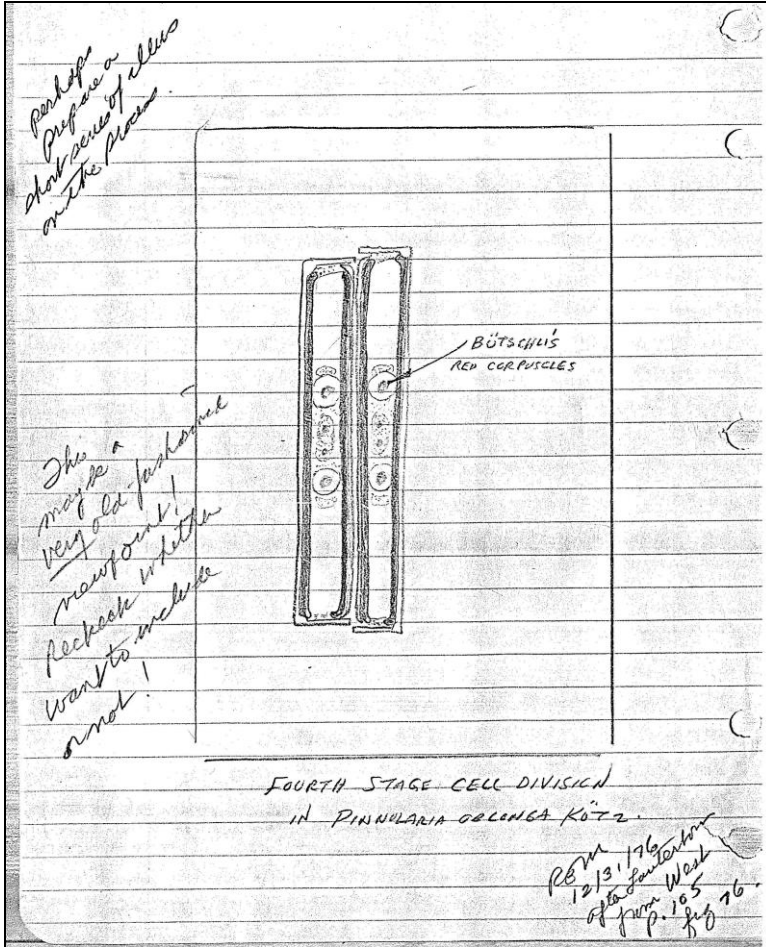 Perhaps
Prepare a
short series of illus
on the process.
BÜTSCHLI'S
RED CORPUSCLES
This
may be a
very old-fashioned
viewpoint!
Recheck whether
want to include
or not!
FOURTH STAGE CELL DIVISION
IN PINNULARIA OBLONGA KÜTZ.
12/31/76
after Lauterborn
from West
p. 105
fig 76.